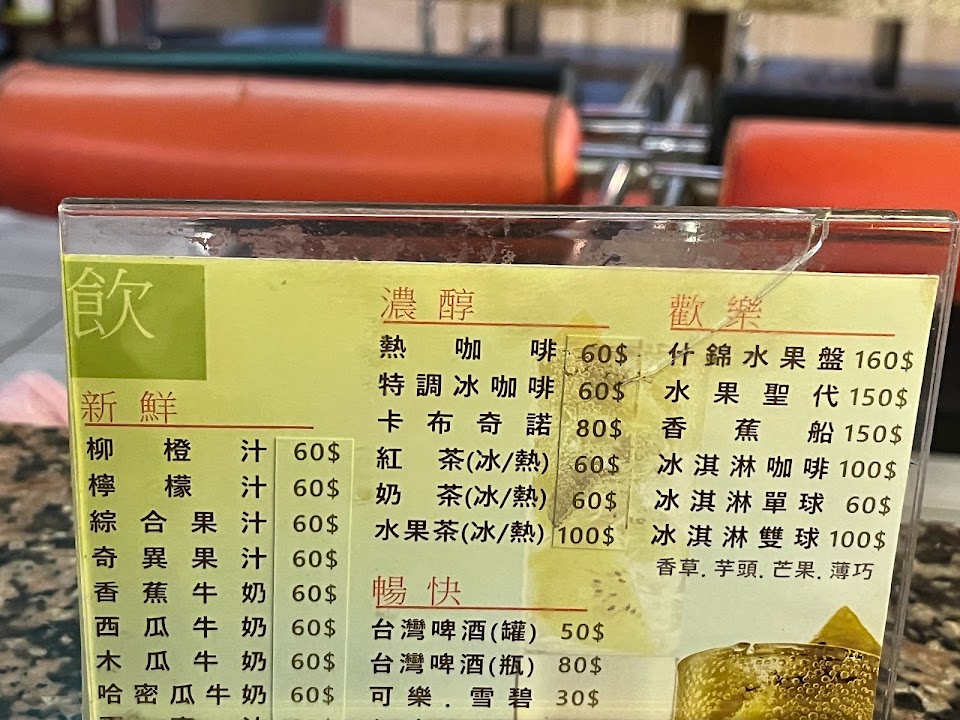 飲
新鮮
柳橙汁 60$
檸檬汁 60$
綜合果汁 60$
奇異果汁 60$
香蕉牛奶 60$
西瓜牛奶 60$
木瓜牛奶 60$
哈密瓜牛奶 60$
濃醇
熱咖啡 60$
特調冰咖啡 60$
卡布奇諾 80$
紅茶(冰/熱) 60$
奶茶(冰/熱) 60$
水果茶(冰/熱) 100$
暢快
台灣啤酒(罐) 50$
台灣啤酒(瓶) 80$
可樂.雪碧 30$
歡樂
什錦水果盤 160$
水果聖代 150$
香蕉船 150$
冰淇淋咖啡 100$
冰淇淋單球 60$
冰淇淋雙球 100$
香草.芋頭.芒果.薄巧